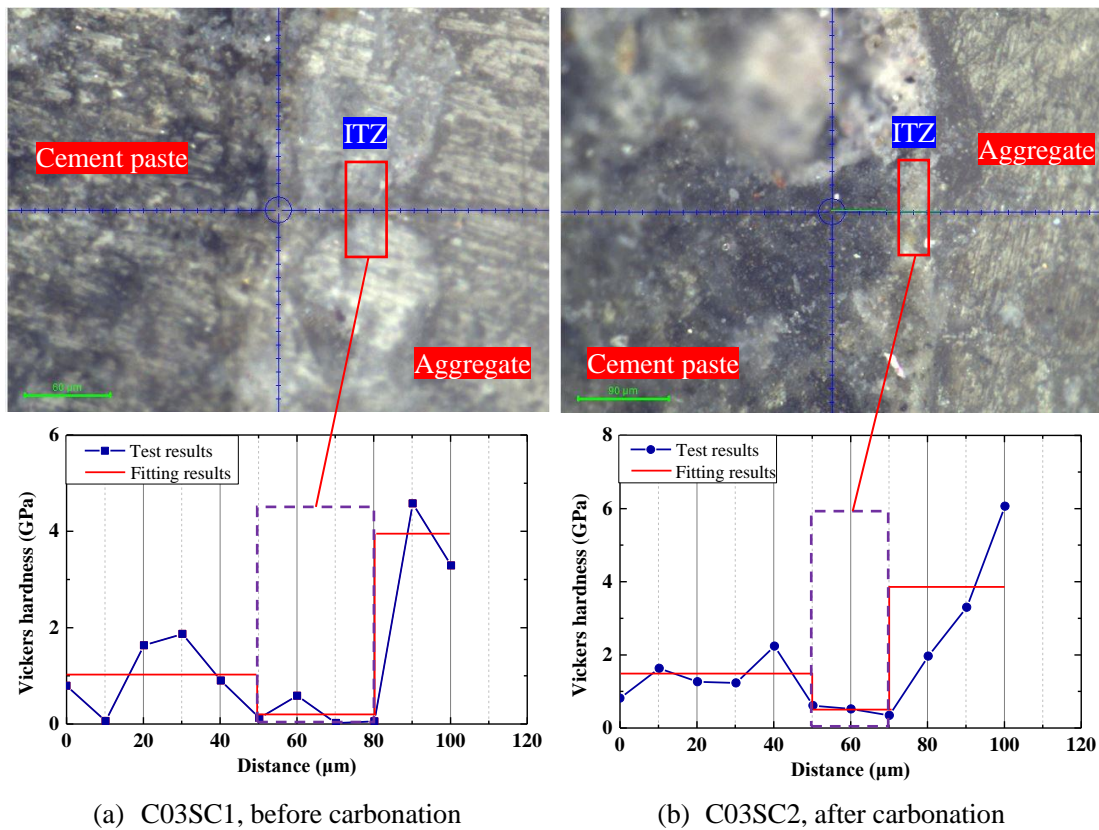 ITZ
Cement paste
Aggregate
60 µm
ITZ
Aggregate
Cement paste
90 µm
6
4
2
0
Vickers hardness (GPa)
Test results
Fitting results
0 20 40 60 80 100 120
Distance (µm)
8
6
4
2
0
Vickers hardness (GPa)
Test results
Fitting results
0 20 40 60 80 100 120
Distance (µm)
(a) C03SC1, before carbonation
(b) C03SC2, after carbonation